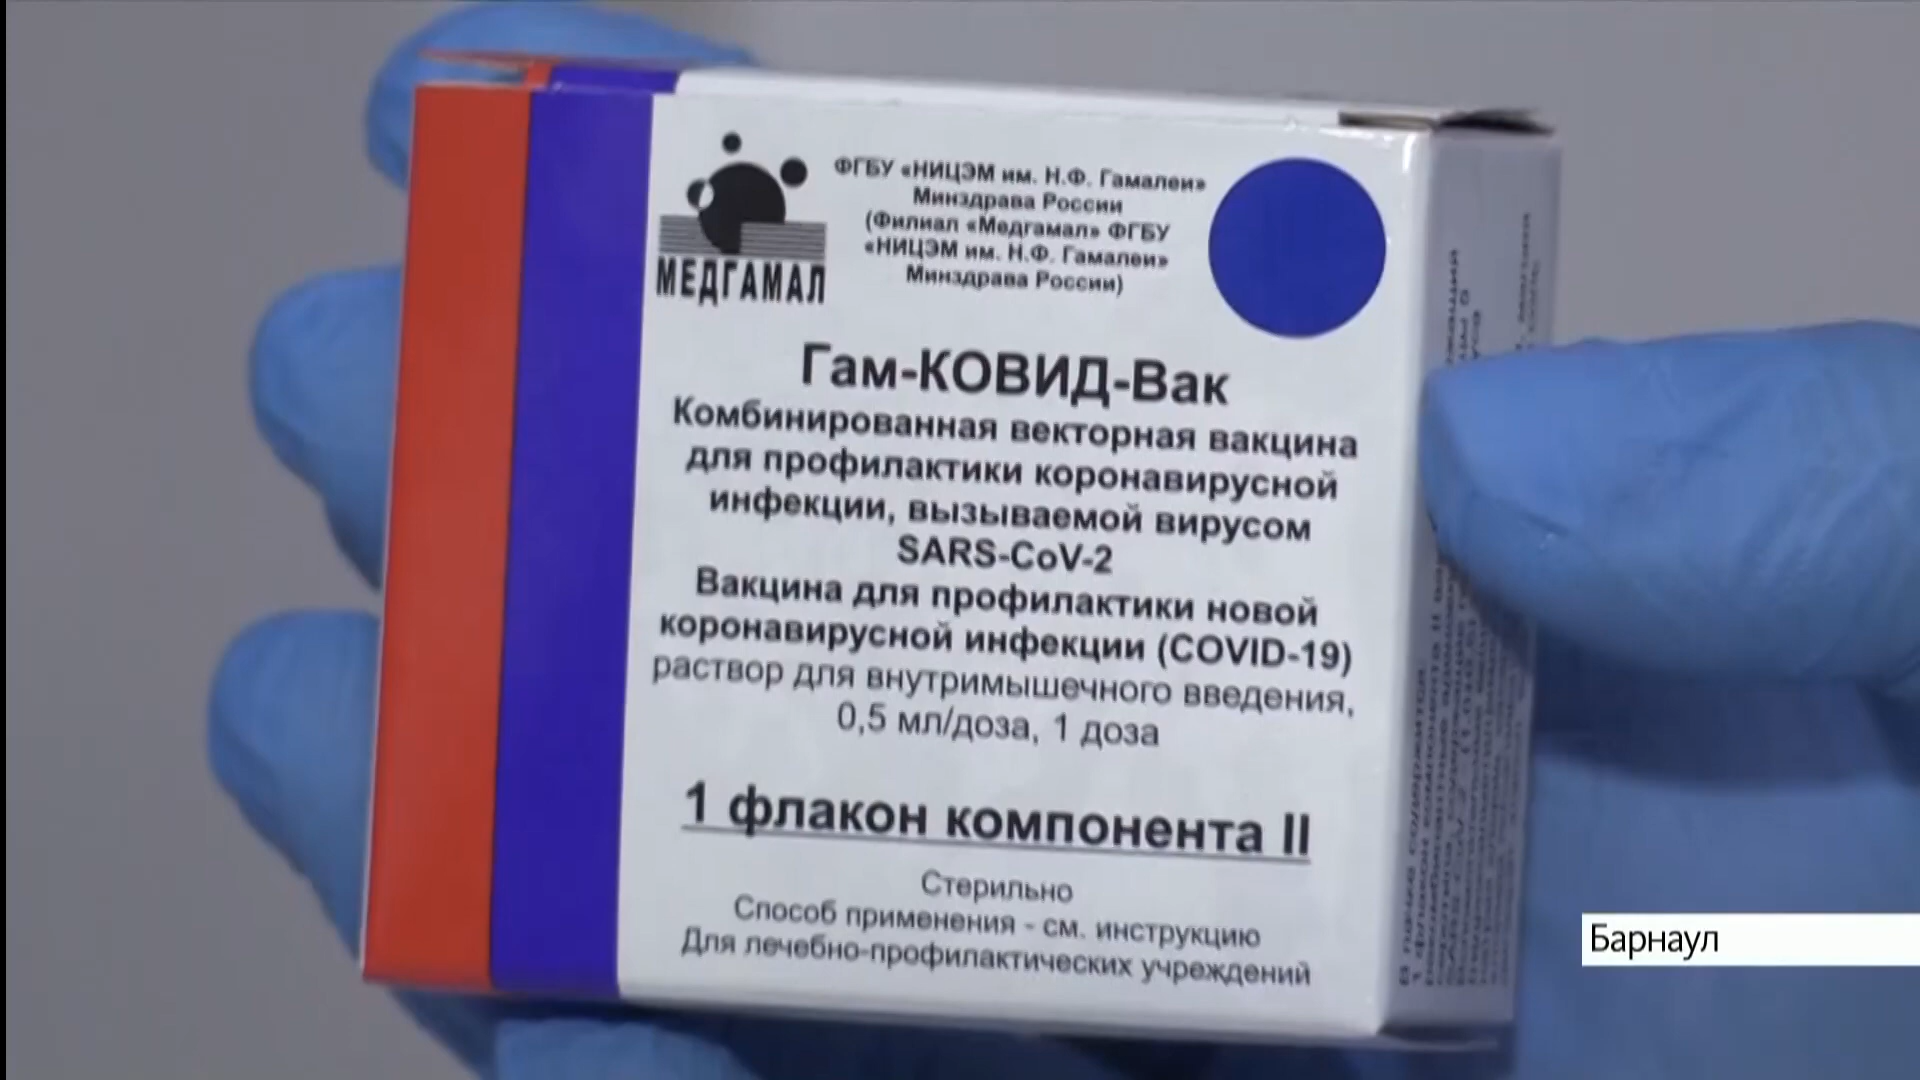 МЕДГАМАЛ
ФГБУ «НИЦЭМ им. Н.Ф. Гамалеи»
Минздрава России
(Филиал «Медгамал» ФГБУ
«НИЦЭМ им. Н.Ф. Гамалеи»
Минздрава России)
Гам-КОВИД-Вак
Комбинированная векторная вакцина
для профилактики коронавирусной
инфекции, вызываемой вирусом
SARS-CoV-2
Вакцина для профилактики новой
коронавирусной инфекции (COVID-19)
раствор для внутримышечного введения,
0,5 мл/доза, 1 доза
1 флакон компонента II
Стерильно
Способ применения - см. инструкцию
Для лечебно-профилактических учреждений
Барнаул